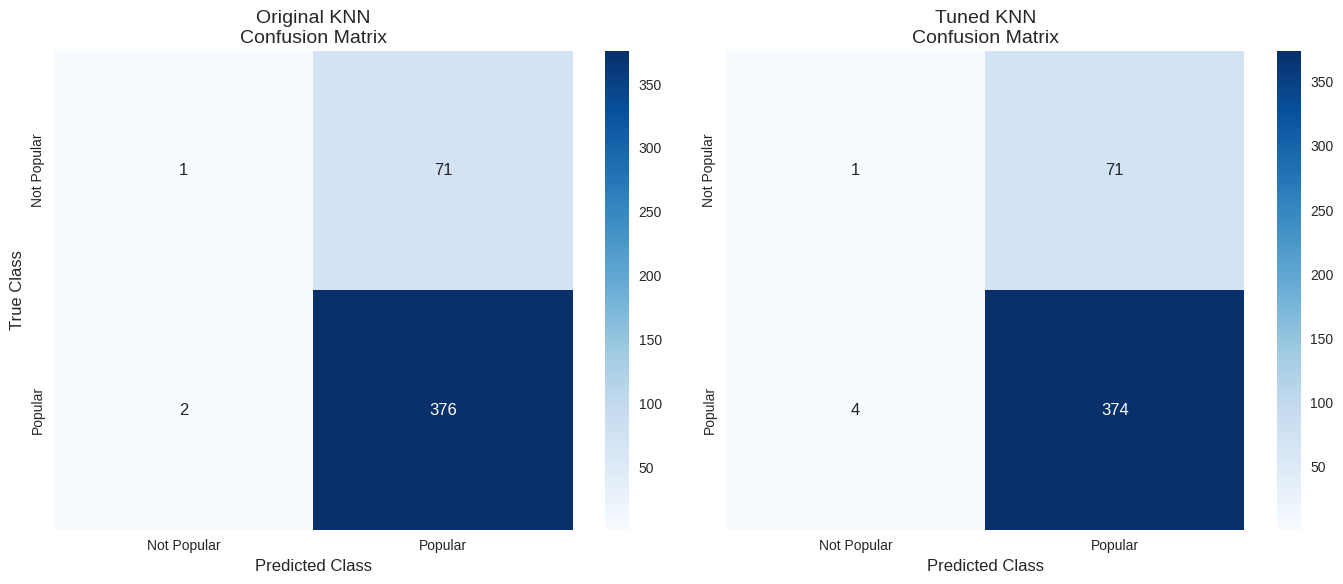 Original KNN
Confusion Matrix
True Class
Not Popular
Popular
1
71
2
376
350
300
250
200
150
100
50
Not Popular
Popular
Predicted Class
Tuned KNN
Confusion Matrix
Not Popular
Popular
1
71
4
374
350
300
250
200
150
100
50
Not Popular
Popular
Predicted Class